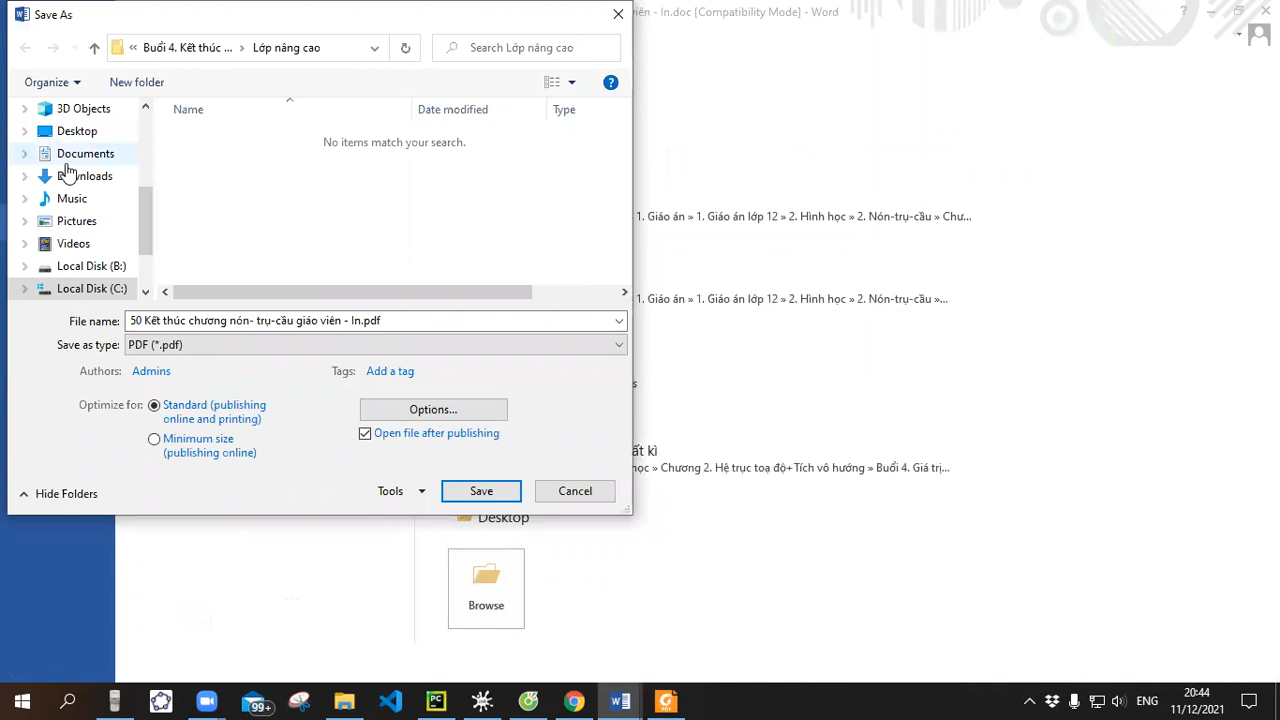 Save As
viên - In.doc [Compatibility Mode] - Word
Buổi 4. Kết thúc ... › Lớp nâng cao
Search Lớp nâng cao
Organize
New folder
3D Objects
Desktop
Documents
Downloads
Music
Pictures
Videos
Local Disk (B:)
Local Disk (C:)
Name
Date modified
Type
No items match your search.
1. Giáo án » 1. Giáo án lớp 12 » 2. Hình học » 2. Nón-trụ-cầu » Chư...
1. Giáo án » 1. Giáo án lớp 12 » 2. Hình học » 2. Nón-trụ-cầu »...
File name: 50 Kết thúc chương nón- trụ-cầu giáo viên - In.pdf
Save as type: PDF (*.pdf)
Authors: Admins
Tags: Add a tag
Optimize for:
Standard (publishing
online and printing)
Minimum size
(publishing online)
Options...
Open file after publishing
ất kì
học » Chương 2. Hệ trục toạ độ+Tích vô hướng » Buổi 4. Giá trị...
Hide Folders
Tools
Save
Cancel
Desktop
Browse
99+
ENG
20:44
11/12/2021